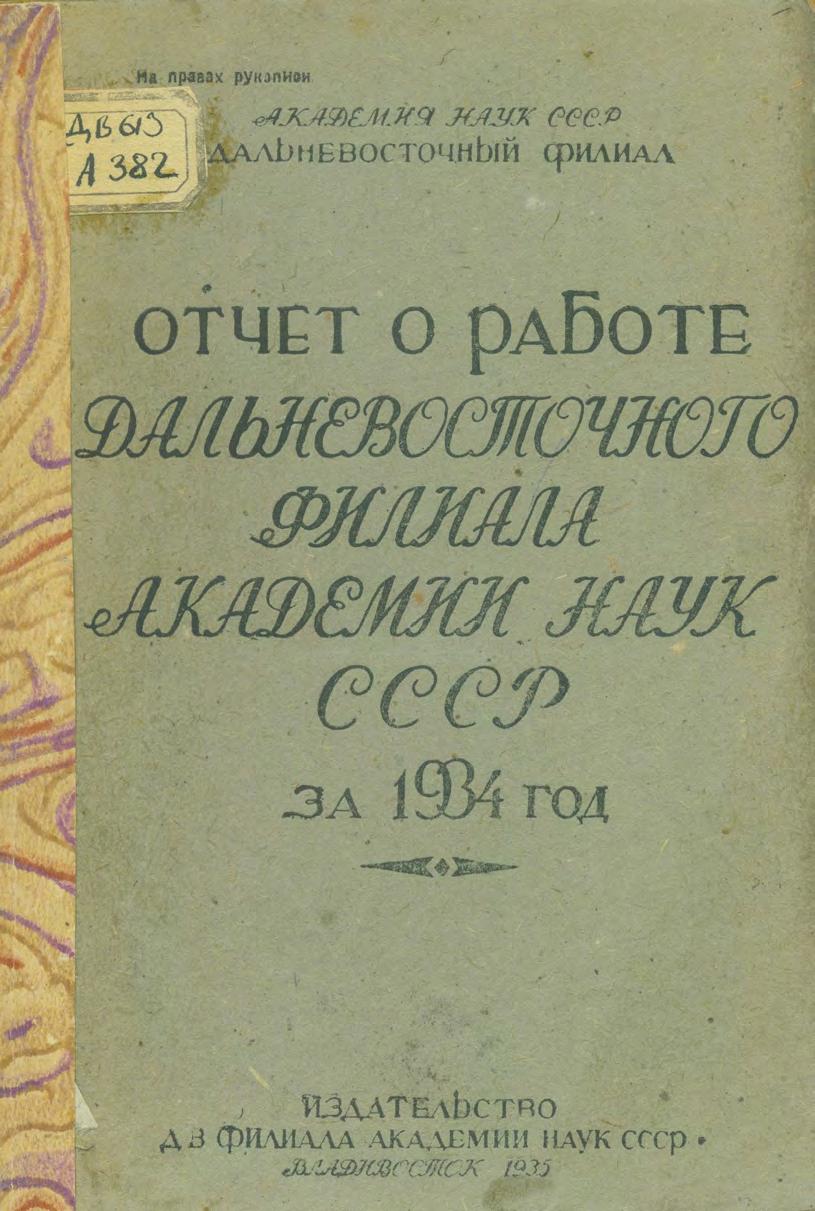 На правах рукописи
ДВ613
А 382
АКАДЕМИЯ НАУК СССР
ДАЛЬНЕВОСТОЧНЫЙ ФИЛИАЛ
ОТЧЕТ О РАБОТЕ
ДАЛЬНЕВОСТОЧНОГО
ФИЛИАЛА
АКАДЕМИИ НАУК
СССР
ЗА 1934 ГОД
ИЗДАТЕЛЬСТВО
ДВ ФИЛИАЛА АКАДЕМИИ НАУК СССР
ВЛАДИВОСТОК 1935